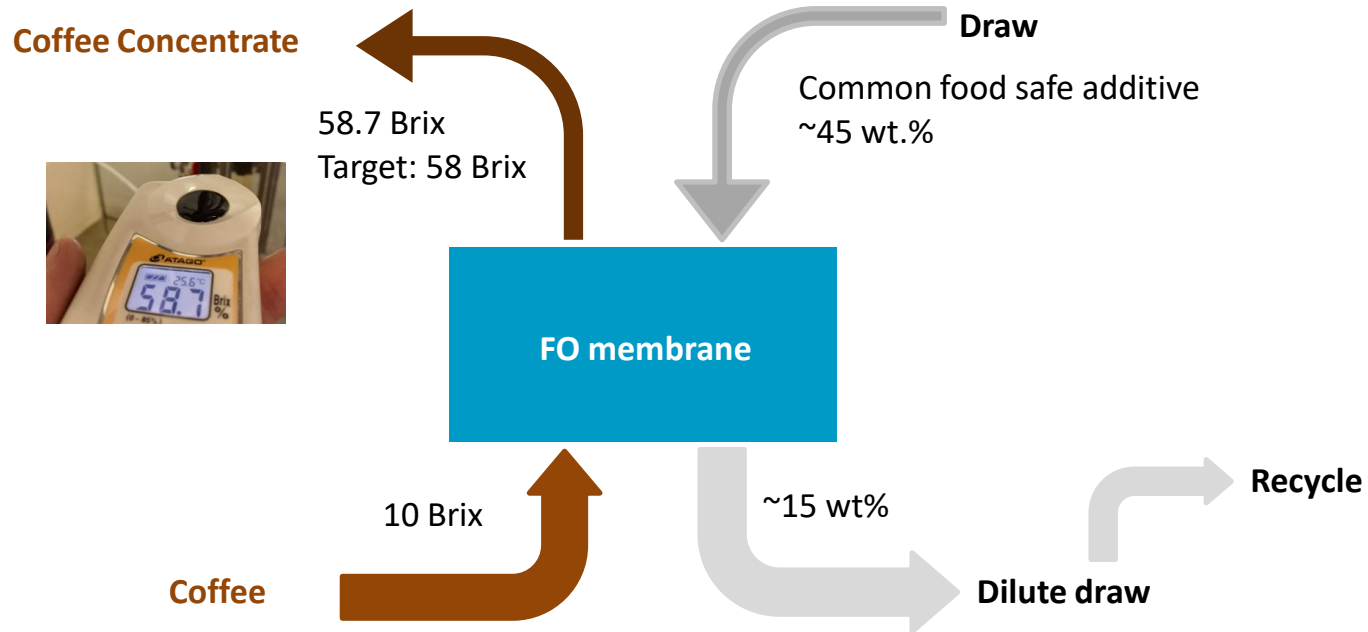 Coffee Concentrate
58.7 Brix
Target: 58 Brix
Draw
Common food safe additive
~45 wt.%
ATAGO
25.6 °C
58.7 Brix
%
FO membrane
10 Brix
~15 wt%
Recycle
Coffee
Dilute draw